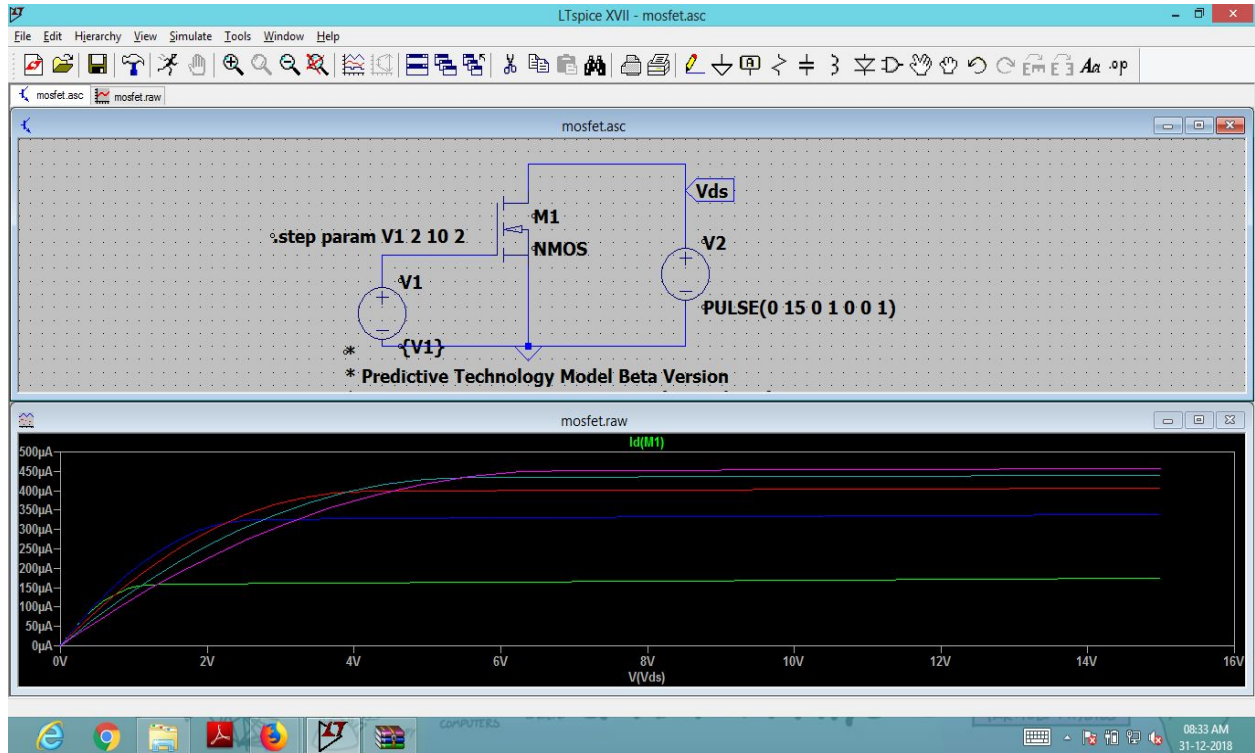 LTspice XVII - mosfet.asc
File Edit Hierarchy View Simulate Tools Window Help
mosfet.asc mosfet.raw
mosfet.asc
Vds
M1
.step param V1 2 10 2
NMOS
V2
V1
PULSE(0 15 0 1 0 0 1)
{V1}
*
* Predictive Technology Model Beta Version
mosfet.raw
Id(M1)
500µA
450µA
400µA
350µA
300µA
250µA
200µA
150µA
100µA
50µA
0µA
0V 2V 4V 6V 8V 10V 12V 14V 16V
V(Vds)
COMPUTERS
08:33 AM
31-12-2018